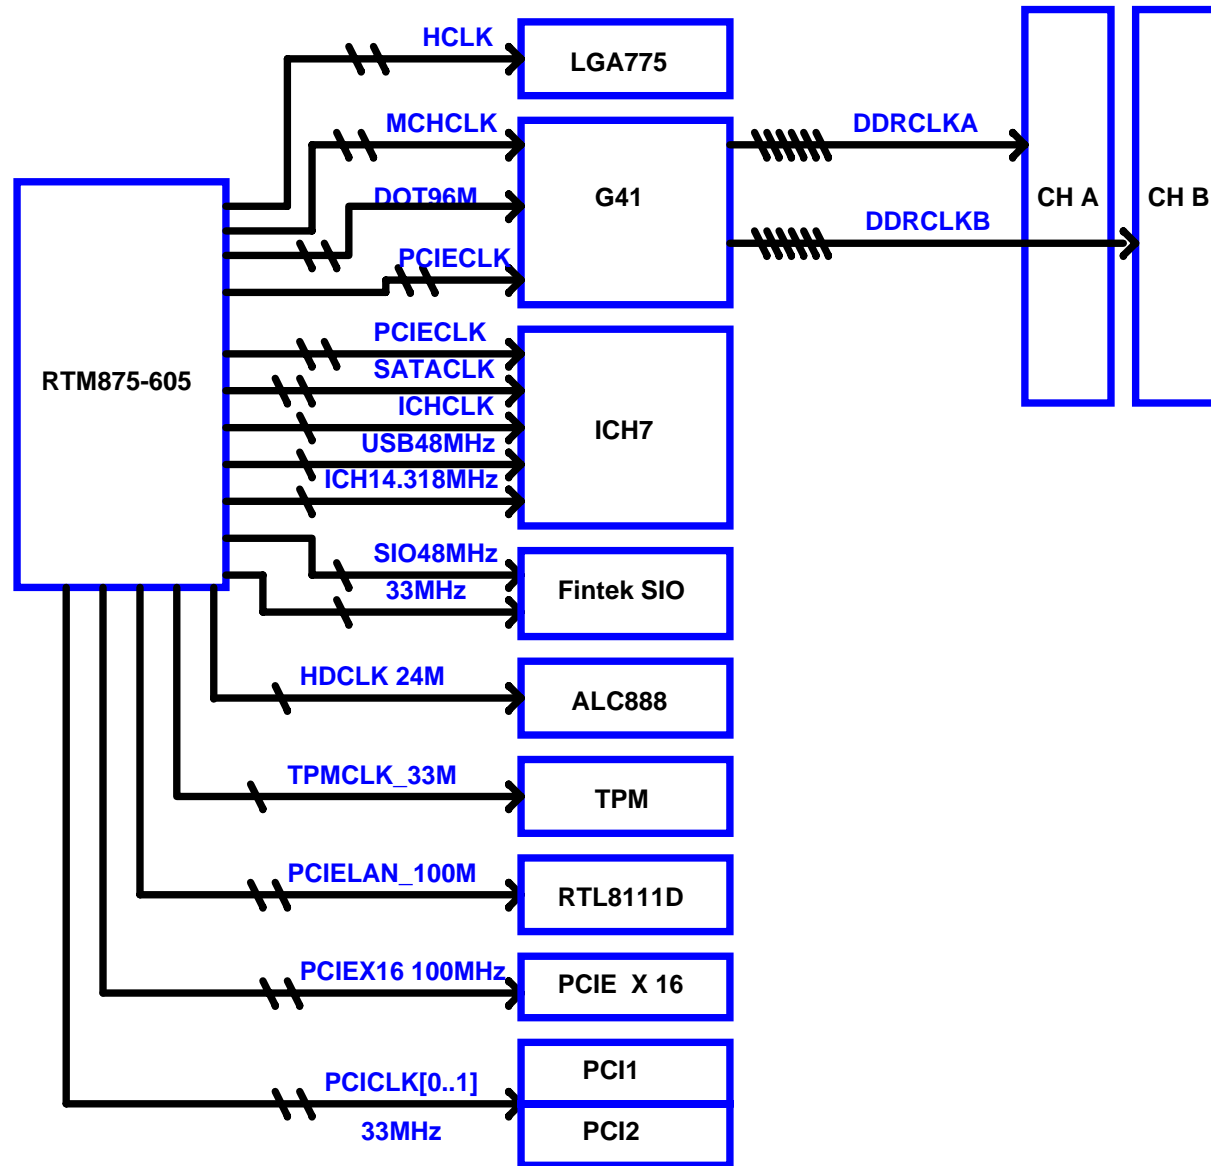 HCLK
LGA775
MCHCLK
DDRCLKA
DOT96M
G41
CH A
CH B
DDRCLKB
PCIECLK
PCIECLK
RTM875-605
SATACLK
ICHCLK
ICH7
USB48MHz
ICH14.318MHz
SIO48MHz
33MHz
Fintek SIO
HDCLK 24M
ALC888
TPMCLK_33M
TPM
PCIELAN_100M
RTL8111D
PCIEX16 100MHz
PCIE X 16
PCI1
PCICLK[0..1]
33MHz
PCI2